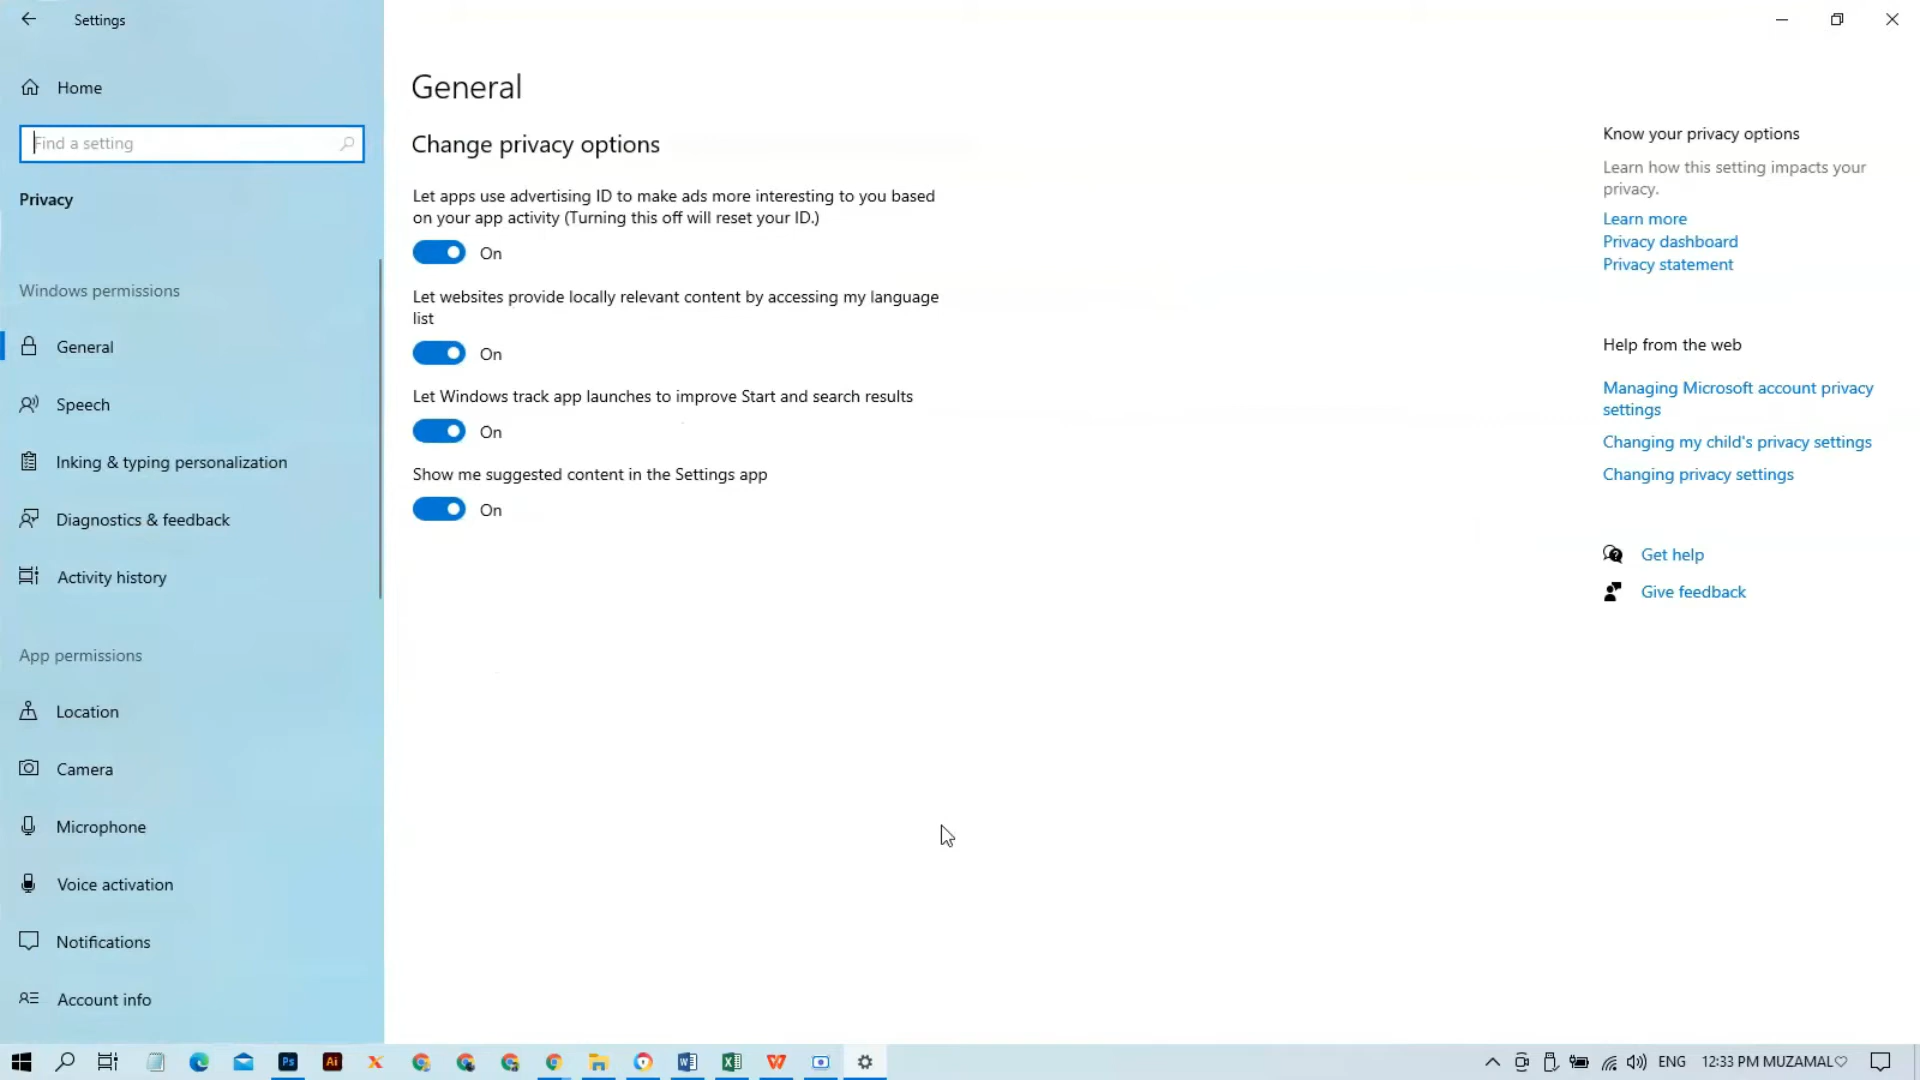 Settings
Home
Find a setting
Privacy
Windows permissions
General
Speech
Inking & typing personalization
Diagnostics & feedback
Activity history
App permissions
Location
Camera
Microphone
Voice activation
Notifications
Account info
General
Change privacy options
Let apps use advertising ID to make ads more interesting to you based
on your app activity (Turning this off will reset your ID.)
On
Let websites provide locally relevant content by accessing my language
list
On
Let Windows track app launches to improve Start and search results
On
Show me suggested content in the Settings app
On
Know your privacy options
Learn how this setting impacts your
privacy.
Learn more
Privacy dashboard
Privacy statement
Help from the web
Managing Microsoft account privacy
settings
Changing my child's privacy settings
Changing privacy settings
Get help
Give feedback
Ps
Ai
ENG
12:33 PM MUZAMAL♡